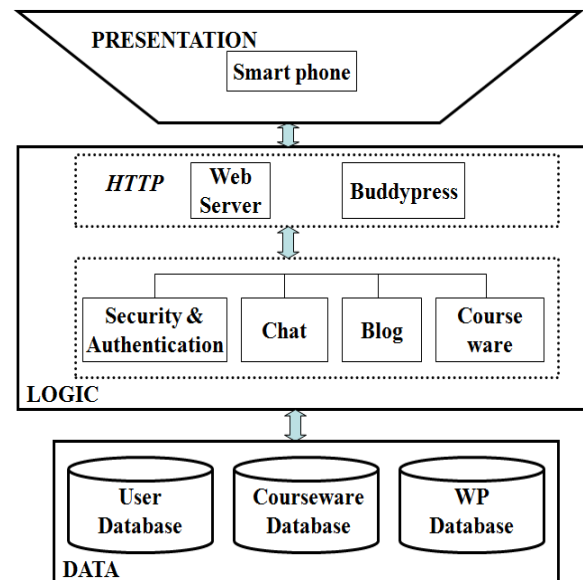 PRESENTATION
Smart phone
HTTP
Web
Server
Buddypress
Security &
Authentication
Chat
Blog
Course
ware
LOGIC
User
Database
Courseware
Database
WP
Database
DATA